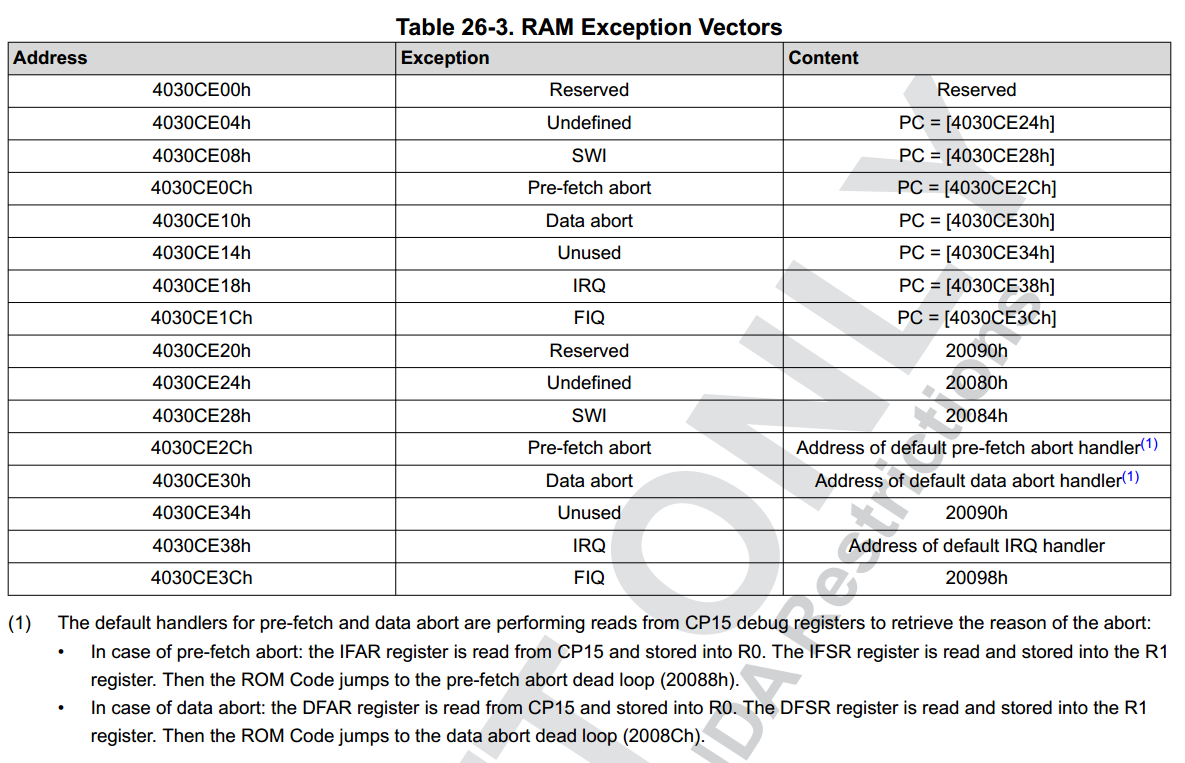 Table 26-3. RAM Exception Vectors
Address Exception Content
4030CE00h Reserved Reserved
4030CE04h Undefined PC = [4030CE24h]
4030CE08h SWI PC = [4030CE28h]
4030CE0Ch Pre-fetch abort PC = [4030CE2Ch]
4030CE10h Data abort PC = [4030CE30h]
4030CE14h Unused PC = [4030CE34h]
4030CE18h IRQ PC = [4030CE38h]
4030CE1Ch FIQ PC = [4030CE3Ch]
4030CE20h Reserved 20090h
4030CE24h Undefined 20080h
4030CE28h SWI 20084h
4030CE2Ch Pre-fetch abort Address of default pre-fetch abort handler(1)
4030CE30h Data abort Address of default data abort handler(1)
4030CE34h Unused 20090h
4030CE38h IRQ Address of default IRQ handler
4030CE3Ch FIQ 20098h
(1) The default handlers for pre-fetch and data abort are performing reads from CP15 debug registers to retrieve the reason of the abort:
• In case of pre-fetch abort: the IFAR register is read from CP15 and stored into R0. The IFSR register is read and stored into the R1
register. Then the ROM Code jumps to the pre-fetch abort dead loop (20088h).
• In case of data abort: the DFAR register is read from CP15 and stored into R0. The DFSR register is read and stored into the R1
register. Then the ROM Code jumps to the data abort dead loop (2008Ch).
ONLY
NDA Restrictions